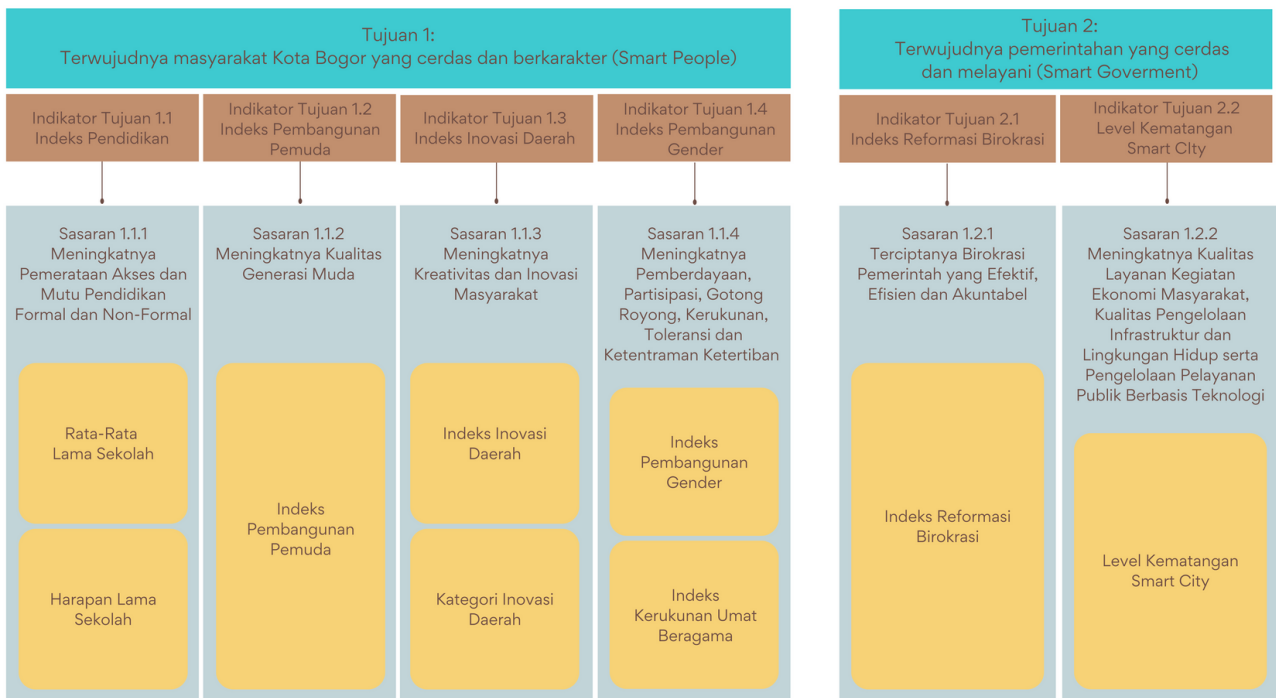 Tujuan 1:
Terwujudnya masyarakat Kota Bogor yang cerdas dan berkarakter (Smart People)
Indikator Tujuan 1.1
Indeks Pendidikan
Indikator Tujuan 1.2
Indeks Pembangunan
Pemuda
Indikator Tujuan 1.3
Indeks Inovasi Daerah
Indikator Tujuan 1.4
Indeks Pembangunan
Gender
Sasaran 1.1.1
Meningkatnya
Pemerataan Akses dan
Mutu Pendidikan
Formal dan Non-Formal
Rata-Rata
Lama Sekolah
Harapan Lama
Sekolah
Sasaran 1.1.2
Meningkatnya Kualitas
Generasi Muda
Indeks
Pembangunan
Pemuda
Sasaran 1.1.3
Meningkatnya
Kreativitas dan Inovasi
Masyarakat
Indeks Inovasi
Daerah
Kategori Inovasi
Daerah
Sasaran 1.1.4
Meningkatnya
Pemberdayaan,
Partisipasi, Gotong
Royong, Kerukunan,
Toleransi dan
Ketentraman Ketertiban
Indeks
Pembangunan
Gender
Indeks
Kerukunan Umat
Beragama
Tujuan 2:
Terwujudnya pemerintahan yang cerdas
dan melayani (Smart Goverment)
Indikator Tujuan 2.1
Indeks Reformasi Birokrasi
Indikator Tujuan 2.2
Level Kematangan
Smart CIty
Sasaran 1.2.1
Terciptanya Birokrasi
Pemerintah yang Efektif,
Efisien dan Akuntabel
Indeks Reformasi
Birokrasi
Sasaran 1.2.2
Meningkatnya Kualitas
Layanan Kegiatan
Ekonomi Masyarakat,
Kualitas Pengelolaan
Infrastruktur dan
Lingkungan Hidup serta
Pengelolaan Pelayanan
Publik Berbasis Teknologi
Level Kematangan
Smart City